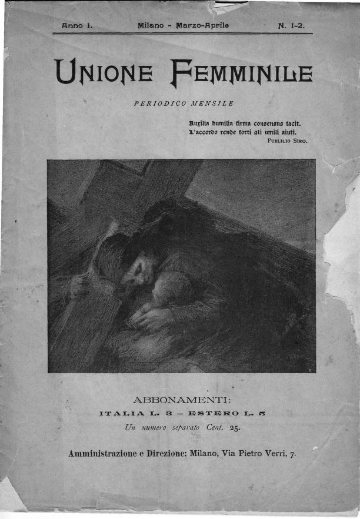 Anno I. Milano - Marzo-Aprile N. 1-2.
UNIONE FEMMINILE
PERIODICO MENSILE
Auxilia humilia firma consensus facit.
L'accordo rende forti gli umili aiuti.
PUBLILIO SIRO.
ABBONAMENTI:
ITALIA L. 3 - ESTERO L. 5
Un numero separato Cent. 25.
Amministrazione e Direzione: Milano, Via Pietro Verri, 7.